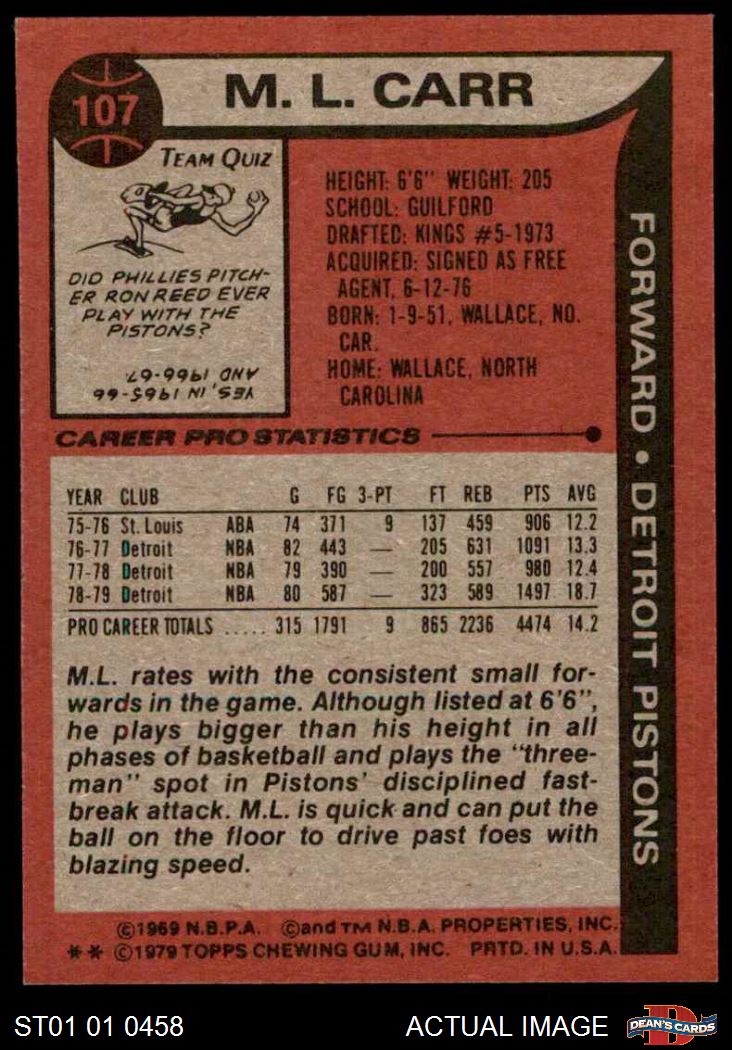 107
M. L. CARR
TEAM QUIZ
DID PHILLIES PITCH-
ER RON REED EVER
PLAY WITH THE
PISTONS?
YES, IN 1965-66
AND 1966-67
HEIGHT: 6'6" WEIGHT: 205
SCHOOL: GUILFORD
DRAFTED: KINGS #5-1973
ACQUIRED: SIGNED AS FREE
AGENT, 6-12-76
BORN: 1-9-51, WALLACE, NO.
CAR.
HOME: WALLACE, NORTH
CAROLINA
FORWARD • DETROIT PISTONS
CAREER PRO STATISTICS
YEAR CLUB G FG 3-PT FT REB PTS AVG
75-76 St. Louis ABA 74 371 9 137 459 906 12.2
76-77 Detroit NBA 82 443 — 205 631 1091 13.3
77-78 Detroit NBA 79 390 — 200 557 980 12.4
78-79 Detroit NBA 80 587 — 323 589 1497 18.7
PRO CAREER TOTALS ..... 315 1791 9 865 2236 4474 14.2
M.L. rates with the consistent small for-
wards in the game. Although listed at 6'6",
he plays bigger than his height in all
phases of basketball and plays the "three-
man" spot in Pistons' disciplined fast-
break attack. M.L. is quick and can put the
ball on the floor to drive past foes with
blazing speed.
©1969 N.B.P.A. ©and TM N.B.A. PROPERTIES, INC.
** ©1979 TOPPS CHEWING GUM, INC. PRTD. IN U.S.A.
ST01 01 0458
ACTUAL IMAGE
D
DEAN'S CARDS